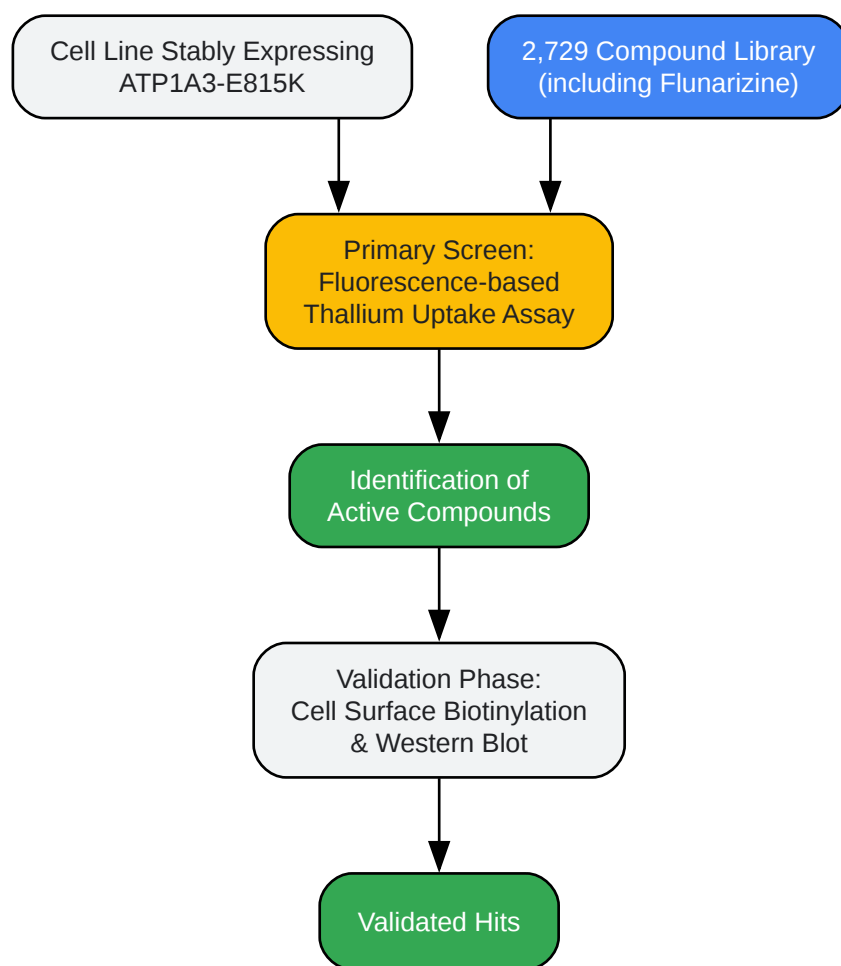 Cell Line Stably Expressing
ATP1A3-E815K
2,729 Compound Library
(including Flunarizine)
Primary Screen:
Fluorescence-based
Thallium Uptake Assay
Identification of
Active Compounds
Validation Phase:
Cell Surface Biotinylation
& Western Blot
Validated Hits